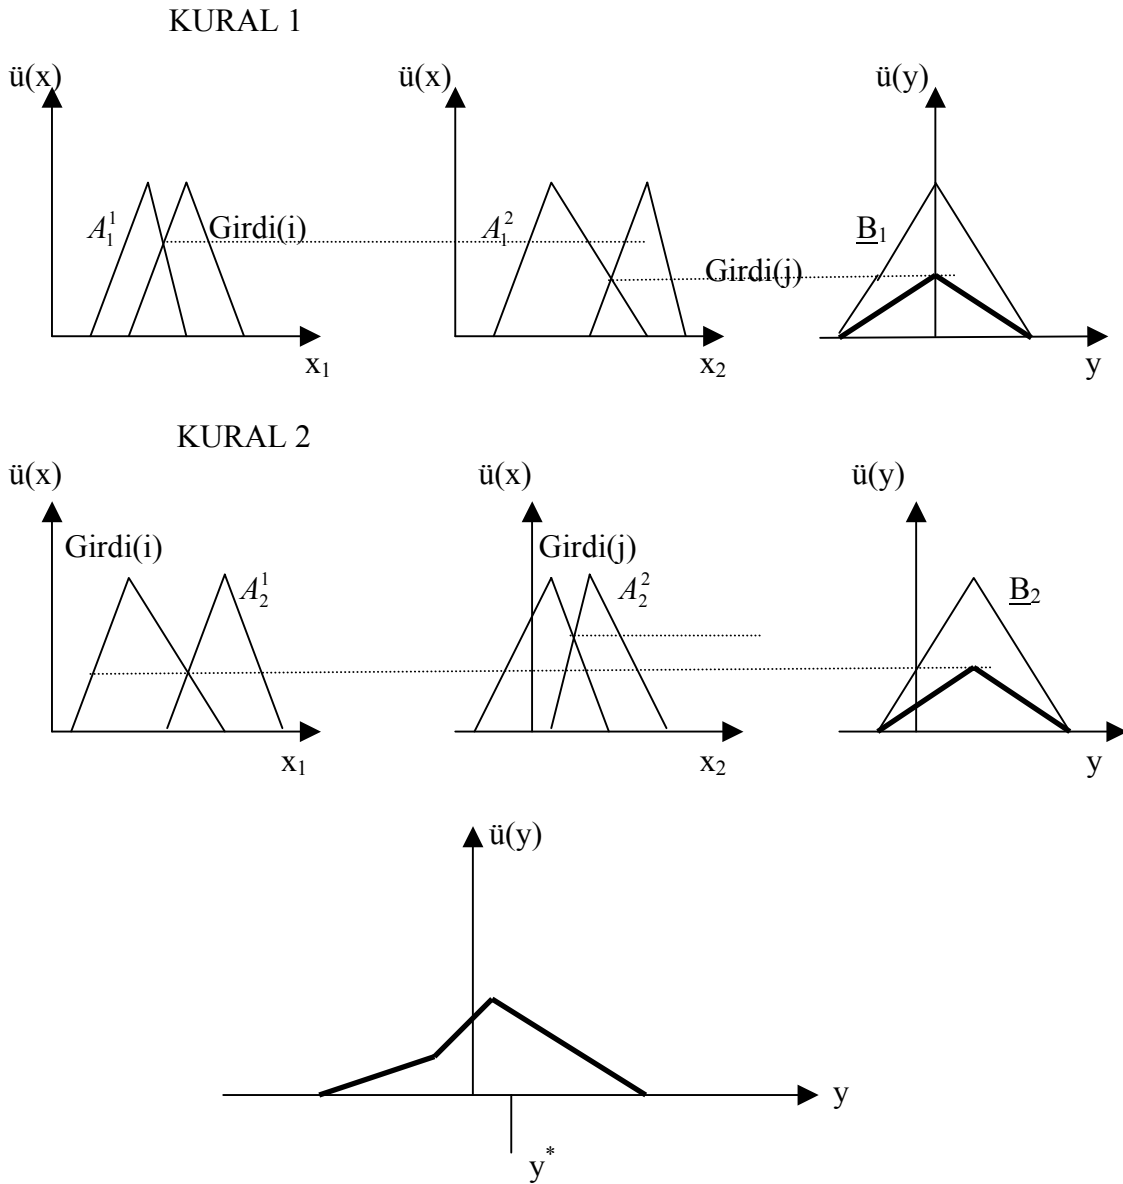 KURAL 1
ü(x) ü(x) ü(y)
A₁¹ Girdi(i) A₁² B₁
Girdi(j)
x₁ x₂ y
KURAL 2
ü(x) ü(x) ü(y)
Girdi(i) Girdi(j)
A₂¹ A₂² B₂
x₁ x₂ y
ü(y)
y
y*